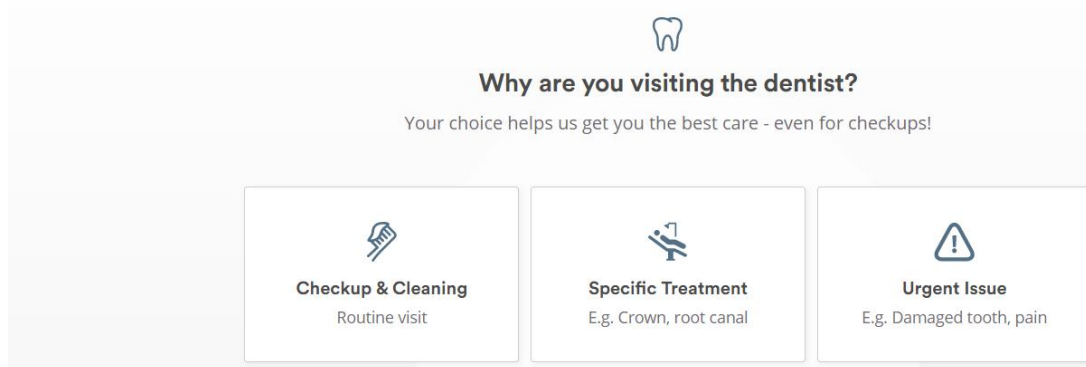 Why are you visiting the dentist?
Your choice helps us get you the best care - even for checkups!
Checkup & Cleaning
Routine visit
Specific Treatment
E.g. Crown, root canal
Urgent Issue
E.g. Damaged tooth, pain